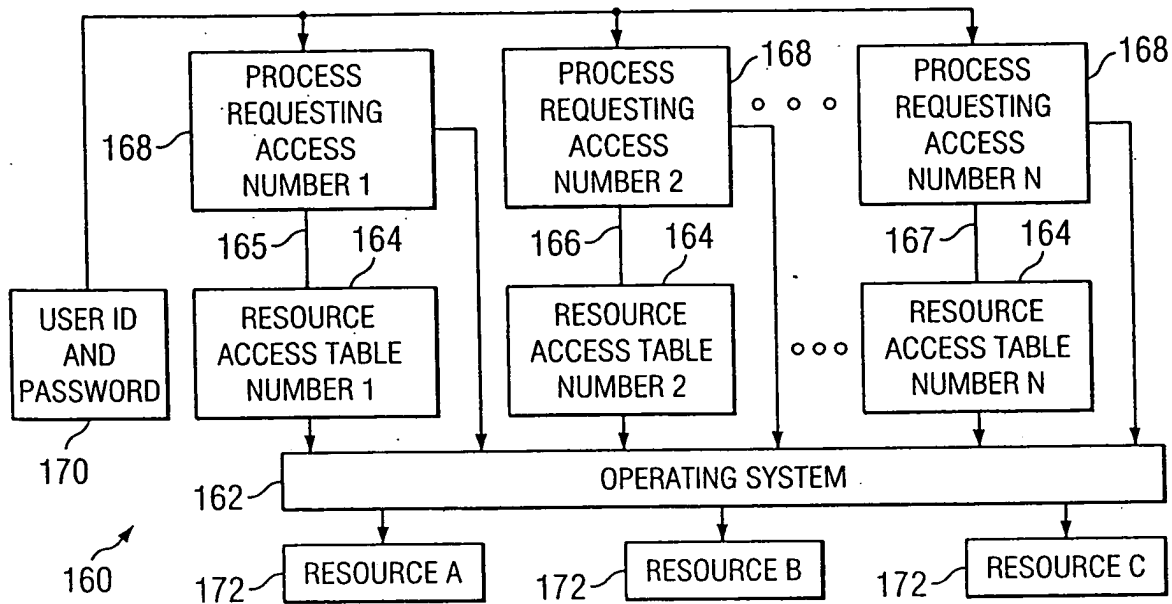 PROCESS
REQUESTING
ACCESS
NUMBER 1
168
PROCESS
REQUESTING
ACCESS
NUMBER 2
168
PROCESS
REQUESTING
ACCESS
NUMBER N
168
165
164
166
164
167
164
USER ID
AND
PASSWORD
170
RESOURCE
ACCESS TABLE
NUMBER 1
RESOURCE
ACCESS TABLE
NUMBER 2
RESOURCE
ACCESS TABLE
NUMBER N
OPERATING SYSTEM
162
160
RESOURCE A
172
RESOURCE B
172
RESOURCE C
172